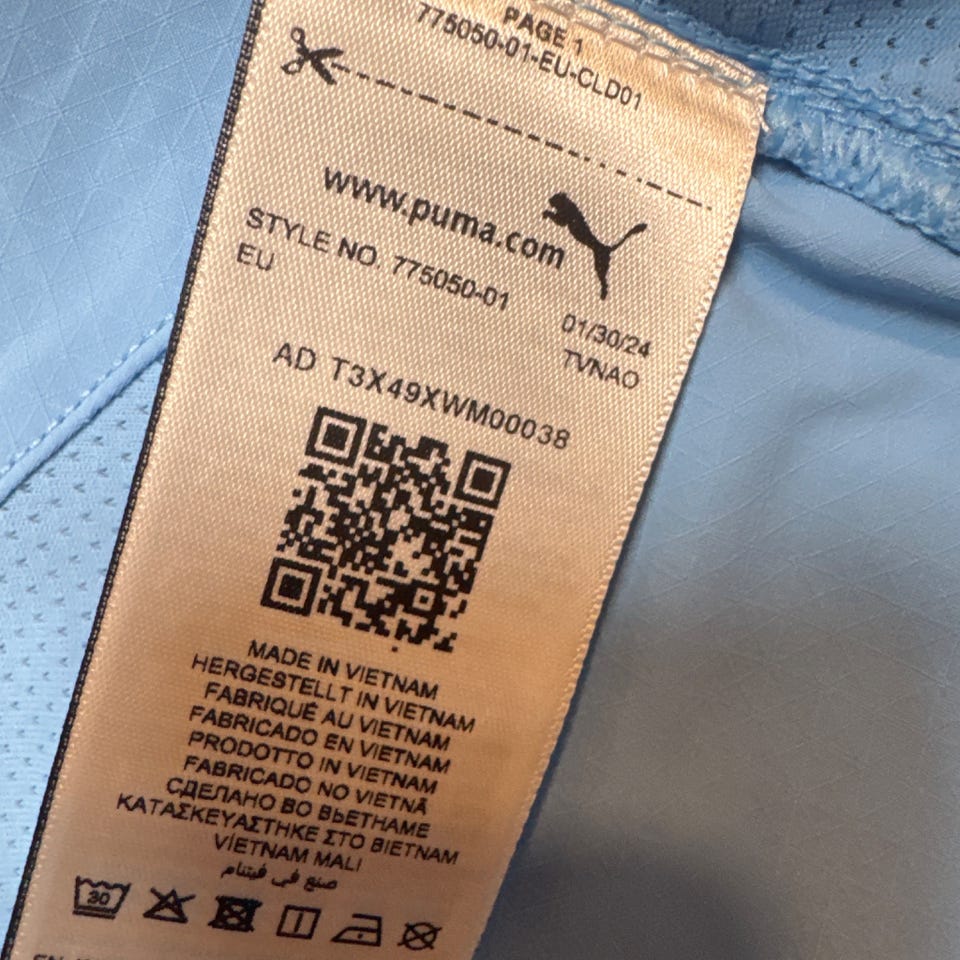 PAGE 1
775050-01-EU-CLD01
www.puma.com
STYLE NO. 775050-01
EU
01/30/24
TVNAO
AD T3X49XWM00038
MADE IN VIETNAM
HERGESTELLT IN VIETNAM
FABRIQUÉ AU VIETNAM
FABRICADO EN VIETNAM
PRODOTTO IN VIETNAM
FABRICADO NO VIETNÃ
СДЕЛАНО ВО ВЬЕТНАМЕ
ΚΑΤΑΣΚΕΥΑΣΤΗΚΕ ΣΤΟ ΒΙΕΤΝΑΜ
VİETNAM MALI
صنع في فيتنام
30